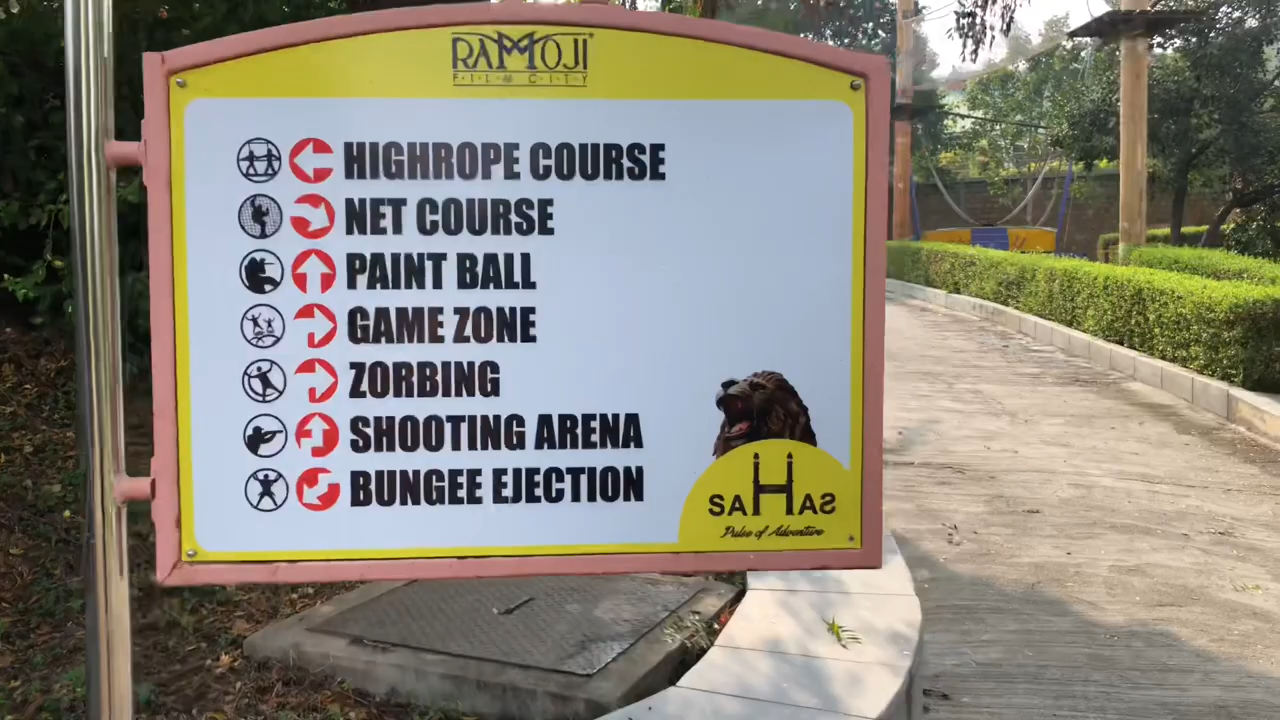 RAMOJI
FILM CITY
HIGHROPE COURSE
NET COURSE
PAINT BALL
GAME ZONE
ZORBING
SHOOTING ARENA
BUNGEE EJECTION
SAHAS
Pulse of Adventure